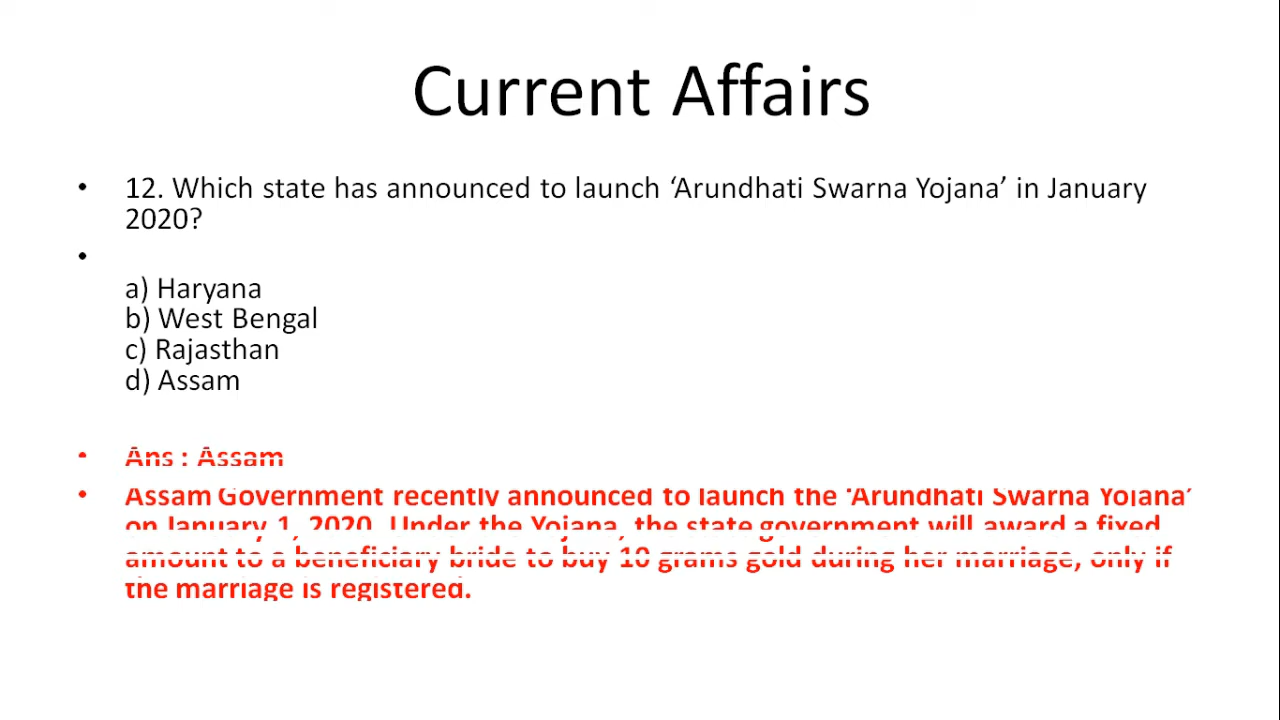 Current Affairs
• 12. Which state has announced to launch ‘Arundhati Swarna Yojana’ in January
2020?
•
a) Haryana
b) West Bengal
c) Rajasthan
d) Assam
• Ans : Assam
• Assam Government recently announced to launch the ‘Arundhati Swarna Yojana’
on January 1, 2020. Under the Yojana, the state government will award a fixed
amount to a beneficiary bride to buy 10 grams gold during her marriage, only if
the marriage is registered.